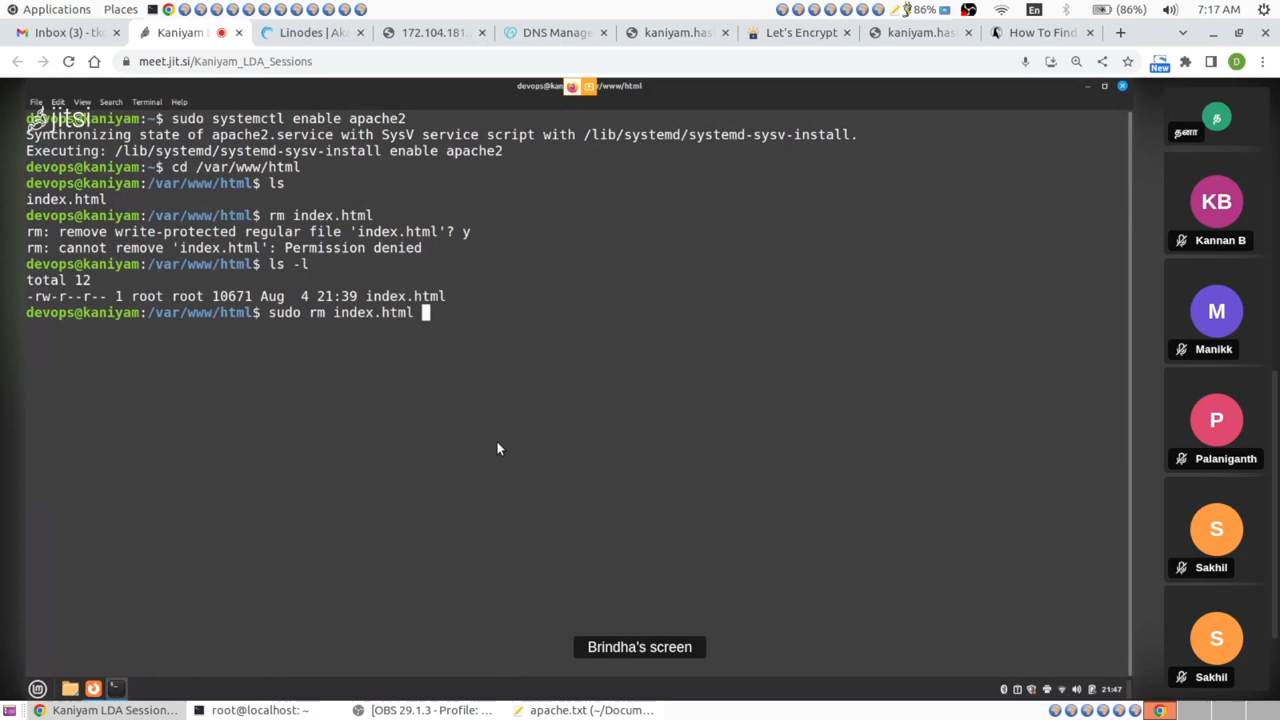 Applications Places 86% En (86%) 7:17 AM
Inbox (3) - tk Kaniyam L Linodes | Aka 172.104.181. DNS Manage kaniyam.has Let's Encrypt kaniyam.has How To Find
meet.jit.si/Kaniyam_LDA_Sessions New D
devops@kan /www/html
File Edit View Search Terminal Help
jitsi
devops@kaniyam:~$ sudo systemctl enable apache2
Synchronizing state of apache2.service with SysV service script with /lib/systemd/systemd-sysv-install.
Executing: /lib/systemd/systemd-sysv-install enable apache2
devops@kaniyam:~$ cd /var/www/html
devops@kaniyam:/var/www/html$ ls
index.html
devops@kaniyam:/var/www/html$ rm index.html
rm: remove write-protected regular file 'index.html'? y
rm: cannot remove 'index.html': Permission denied
devops@kaniyam:/var/www/html$ ls -l
total 12
-rw-r--r-- 1 root root 10671 Aug  4 21:39 index.html
devops@kaniyam:/var/www/html$ sudo rm index.html
த
தனா
KB
Kannan B
M
Manikk
P
Palaniganth
S
Sakhil
S
Sakhil
Brindha's screen
21:47
Kaniyam LDA Session... root@localhost: ~ [OBS 29.1.3 - Profile: ... apache.txt (~/Docum...